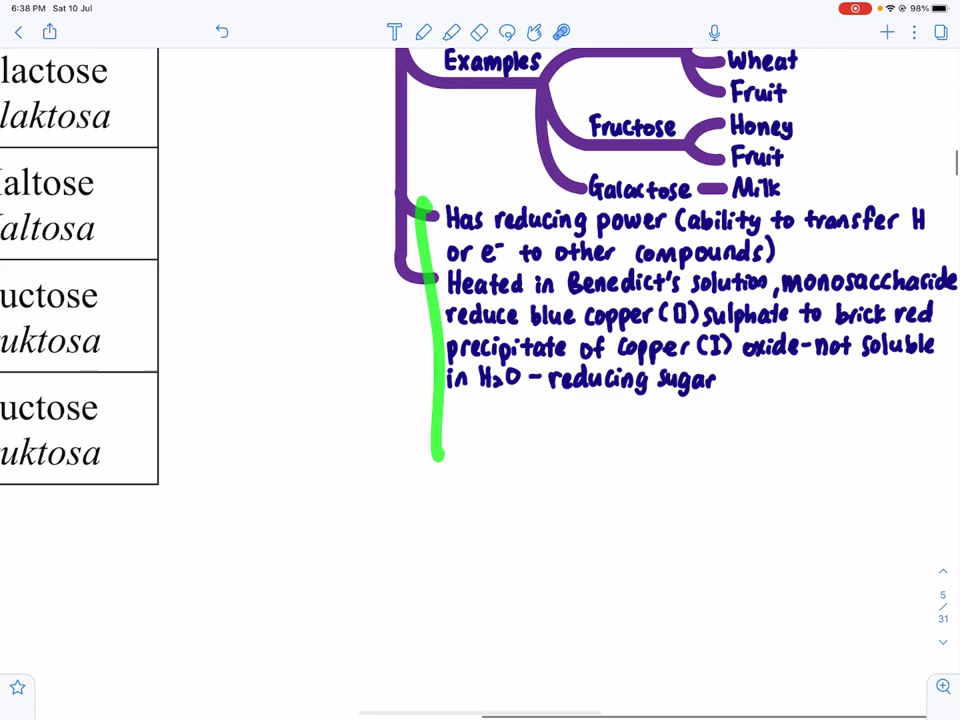 6:38 PM Sat 10 Jul
98%
lactose
laktosa
altose
altosa
uctose
uktosa
uctose
uktosa
Examples
Wheat
Fruit
Fructose
Honey
Fruit
Galactose
Milk
Has reducing power (ability to transfer H
or e⁻ to other compounds)
Heated in Benedict's solution, monosaccharide
reduce blue copper (II) sulphate to brick red
precipitate of copper (I) oxide - not soluble
in H₂O - reducing sugar
5
/
31